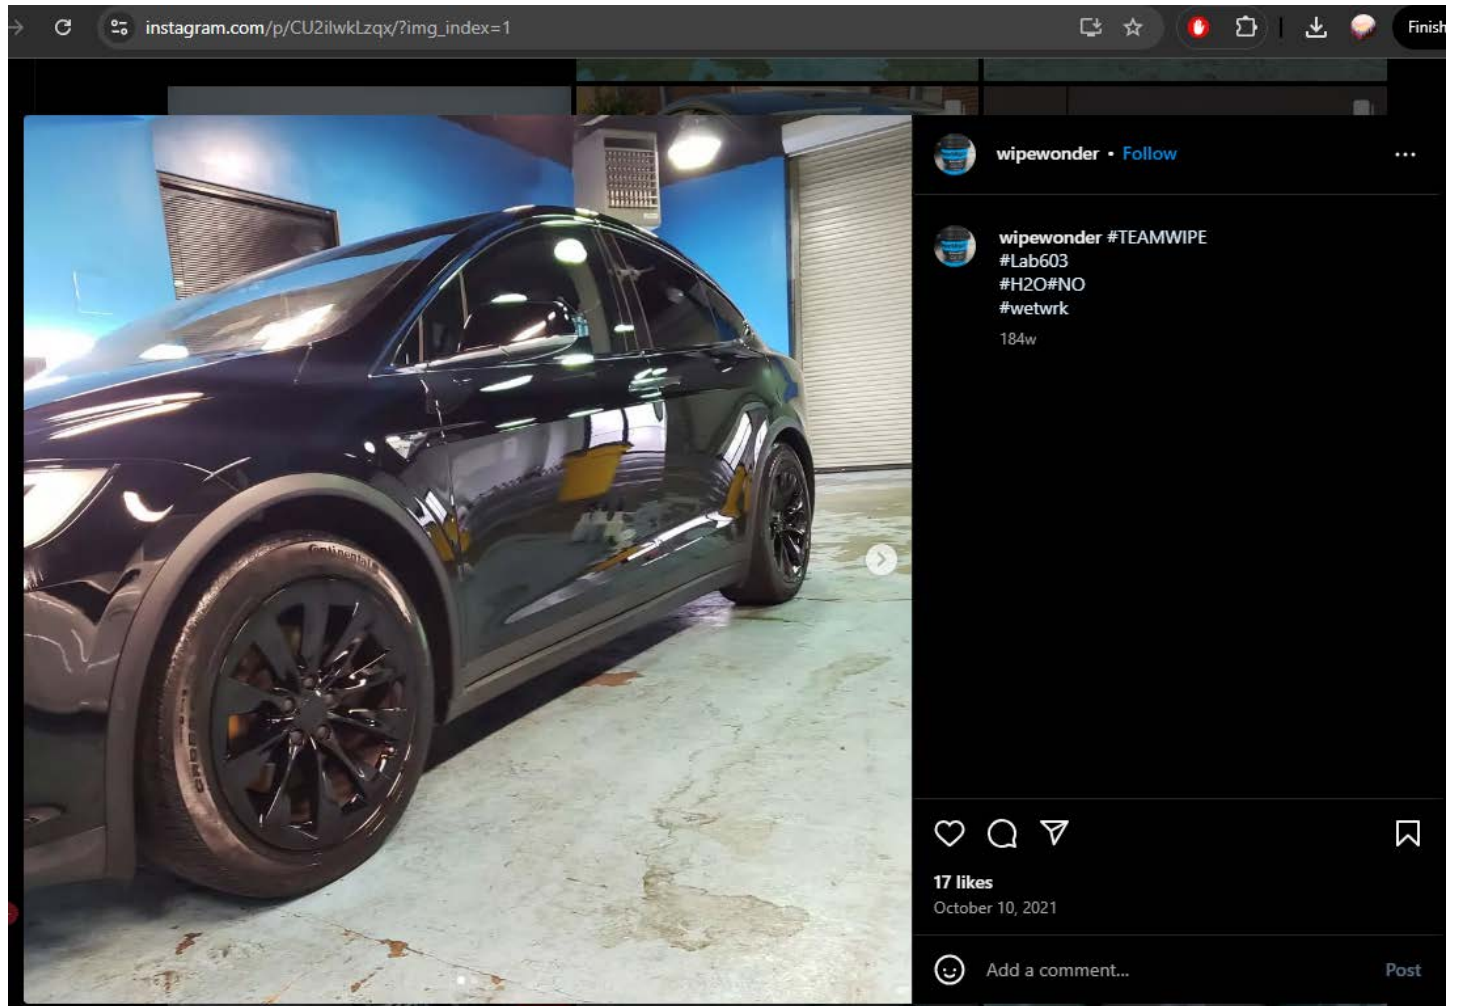 instagram.com/p/CU2ilwkLzqx/?img_index=1
Finish
wipewonder • Follow
wipewonder #TEAMWIPE
#Lab603
#H2O#NO
#wetwrk
184w
Continental
17 likes
October 10, 2021
Add a comment...
Post